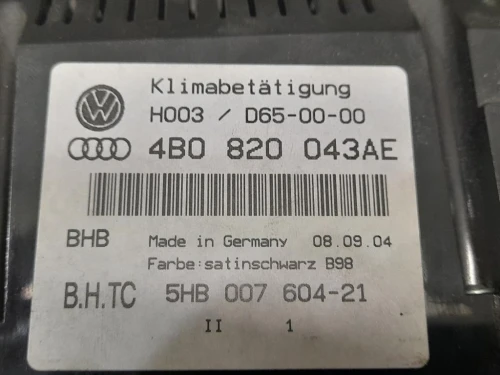 Klimabetätigung
H003 / D65-00-00
4B0 820 043AE
BHB Made in Germany 08.09.04
Farbe:satinschwarz B98
B.H.TC 5HB 007 604-21
II 1